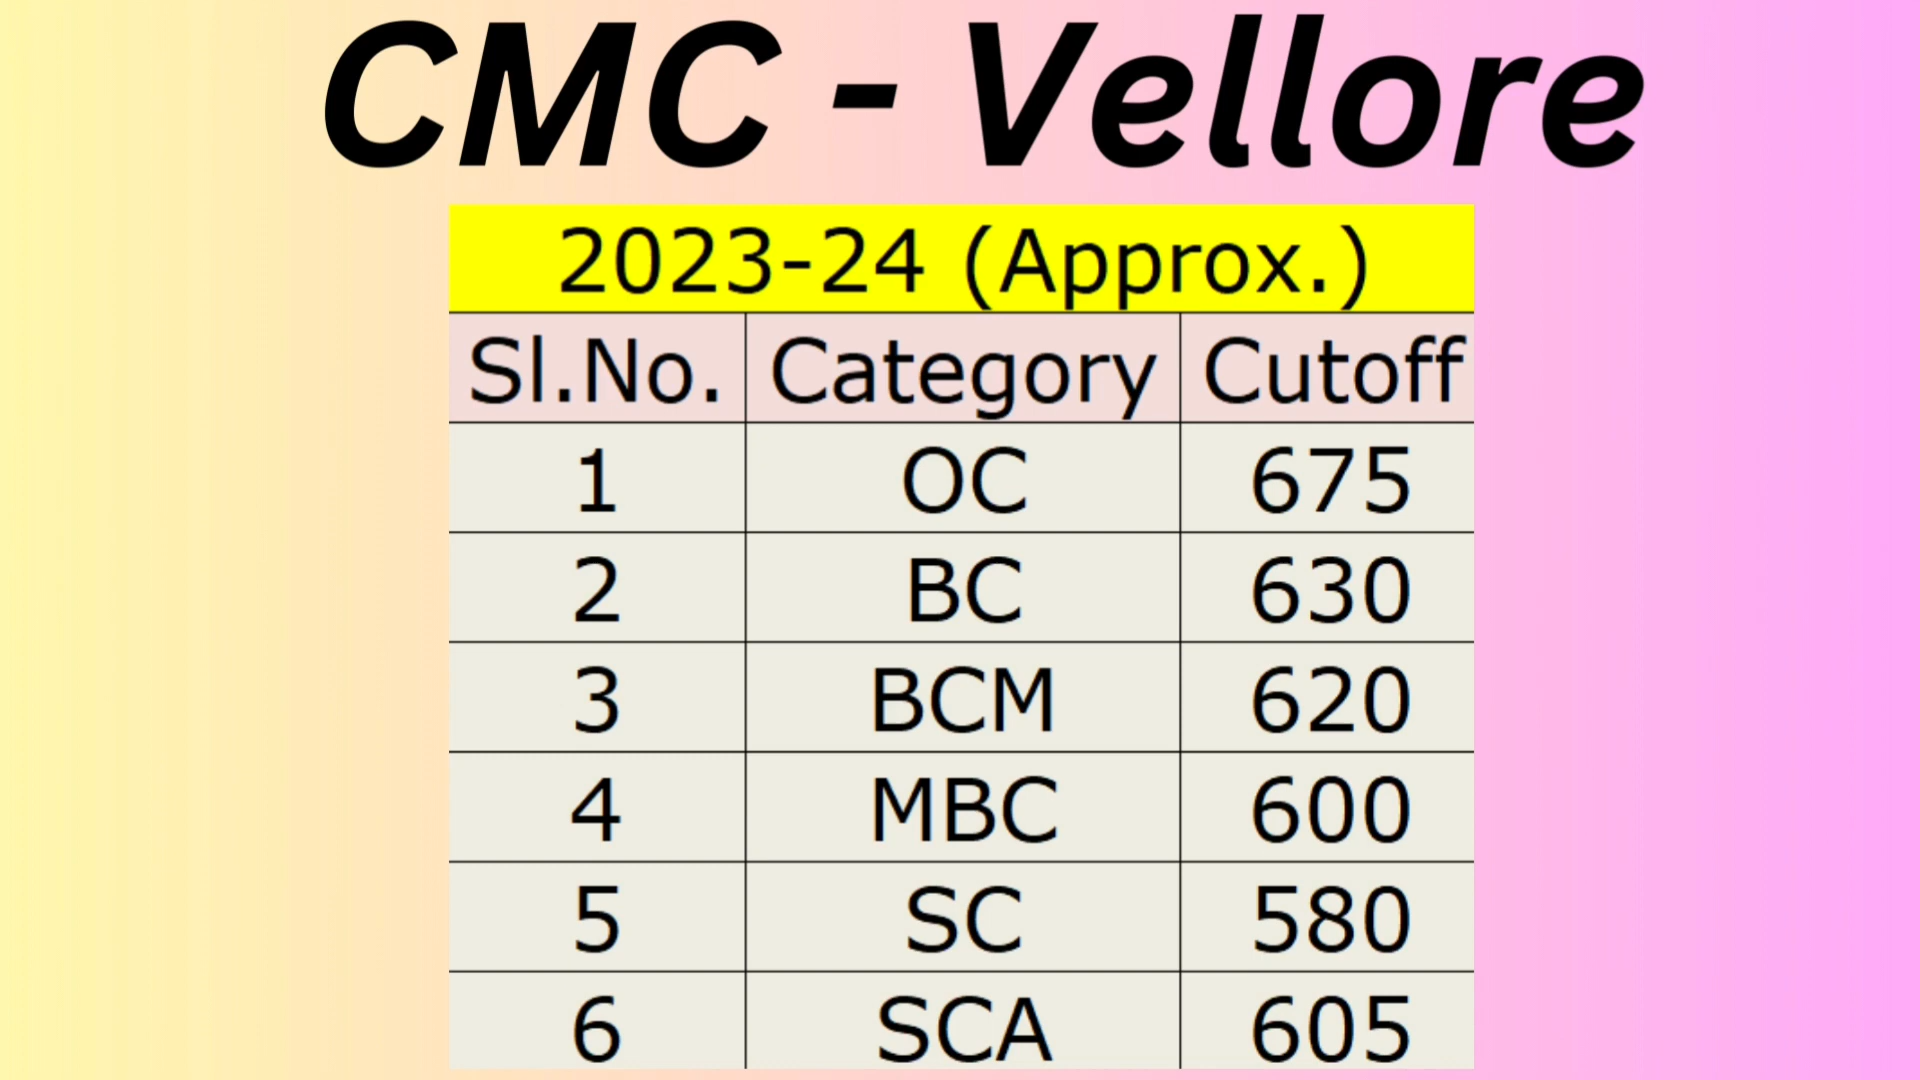 CMC - Vellore
2023-24 (Approx.)
Sl.No. Category Cutoff
1 OC 675
2 BC 630
3 BCM 620
4 MBC 600
5 SC 580
6 SCA 605